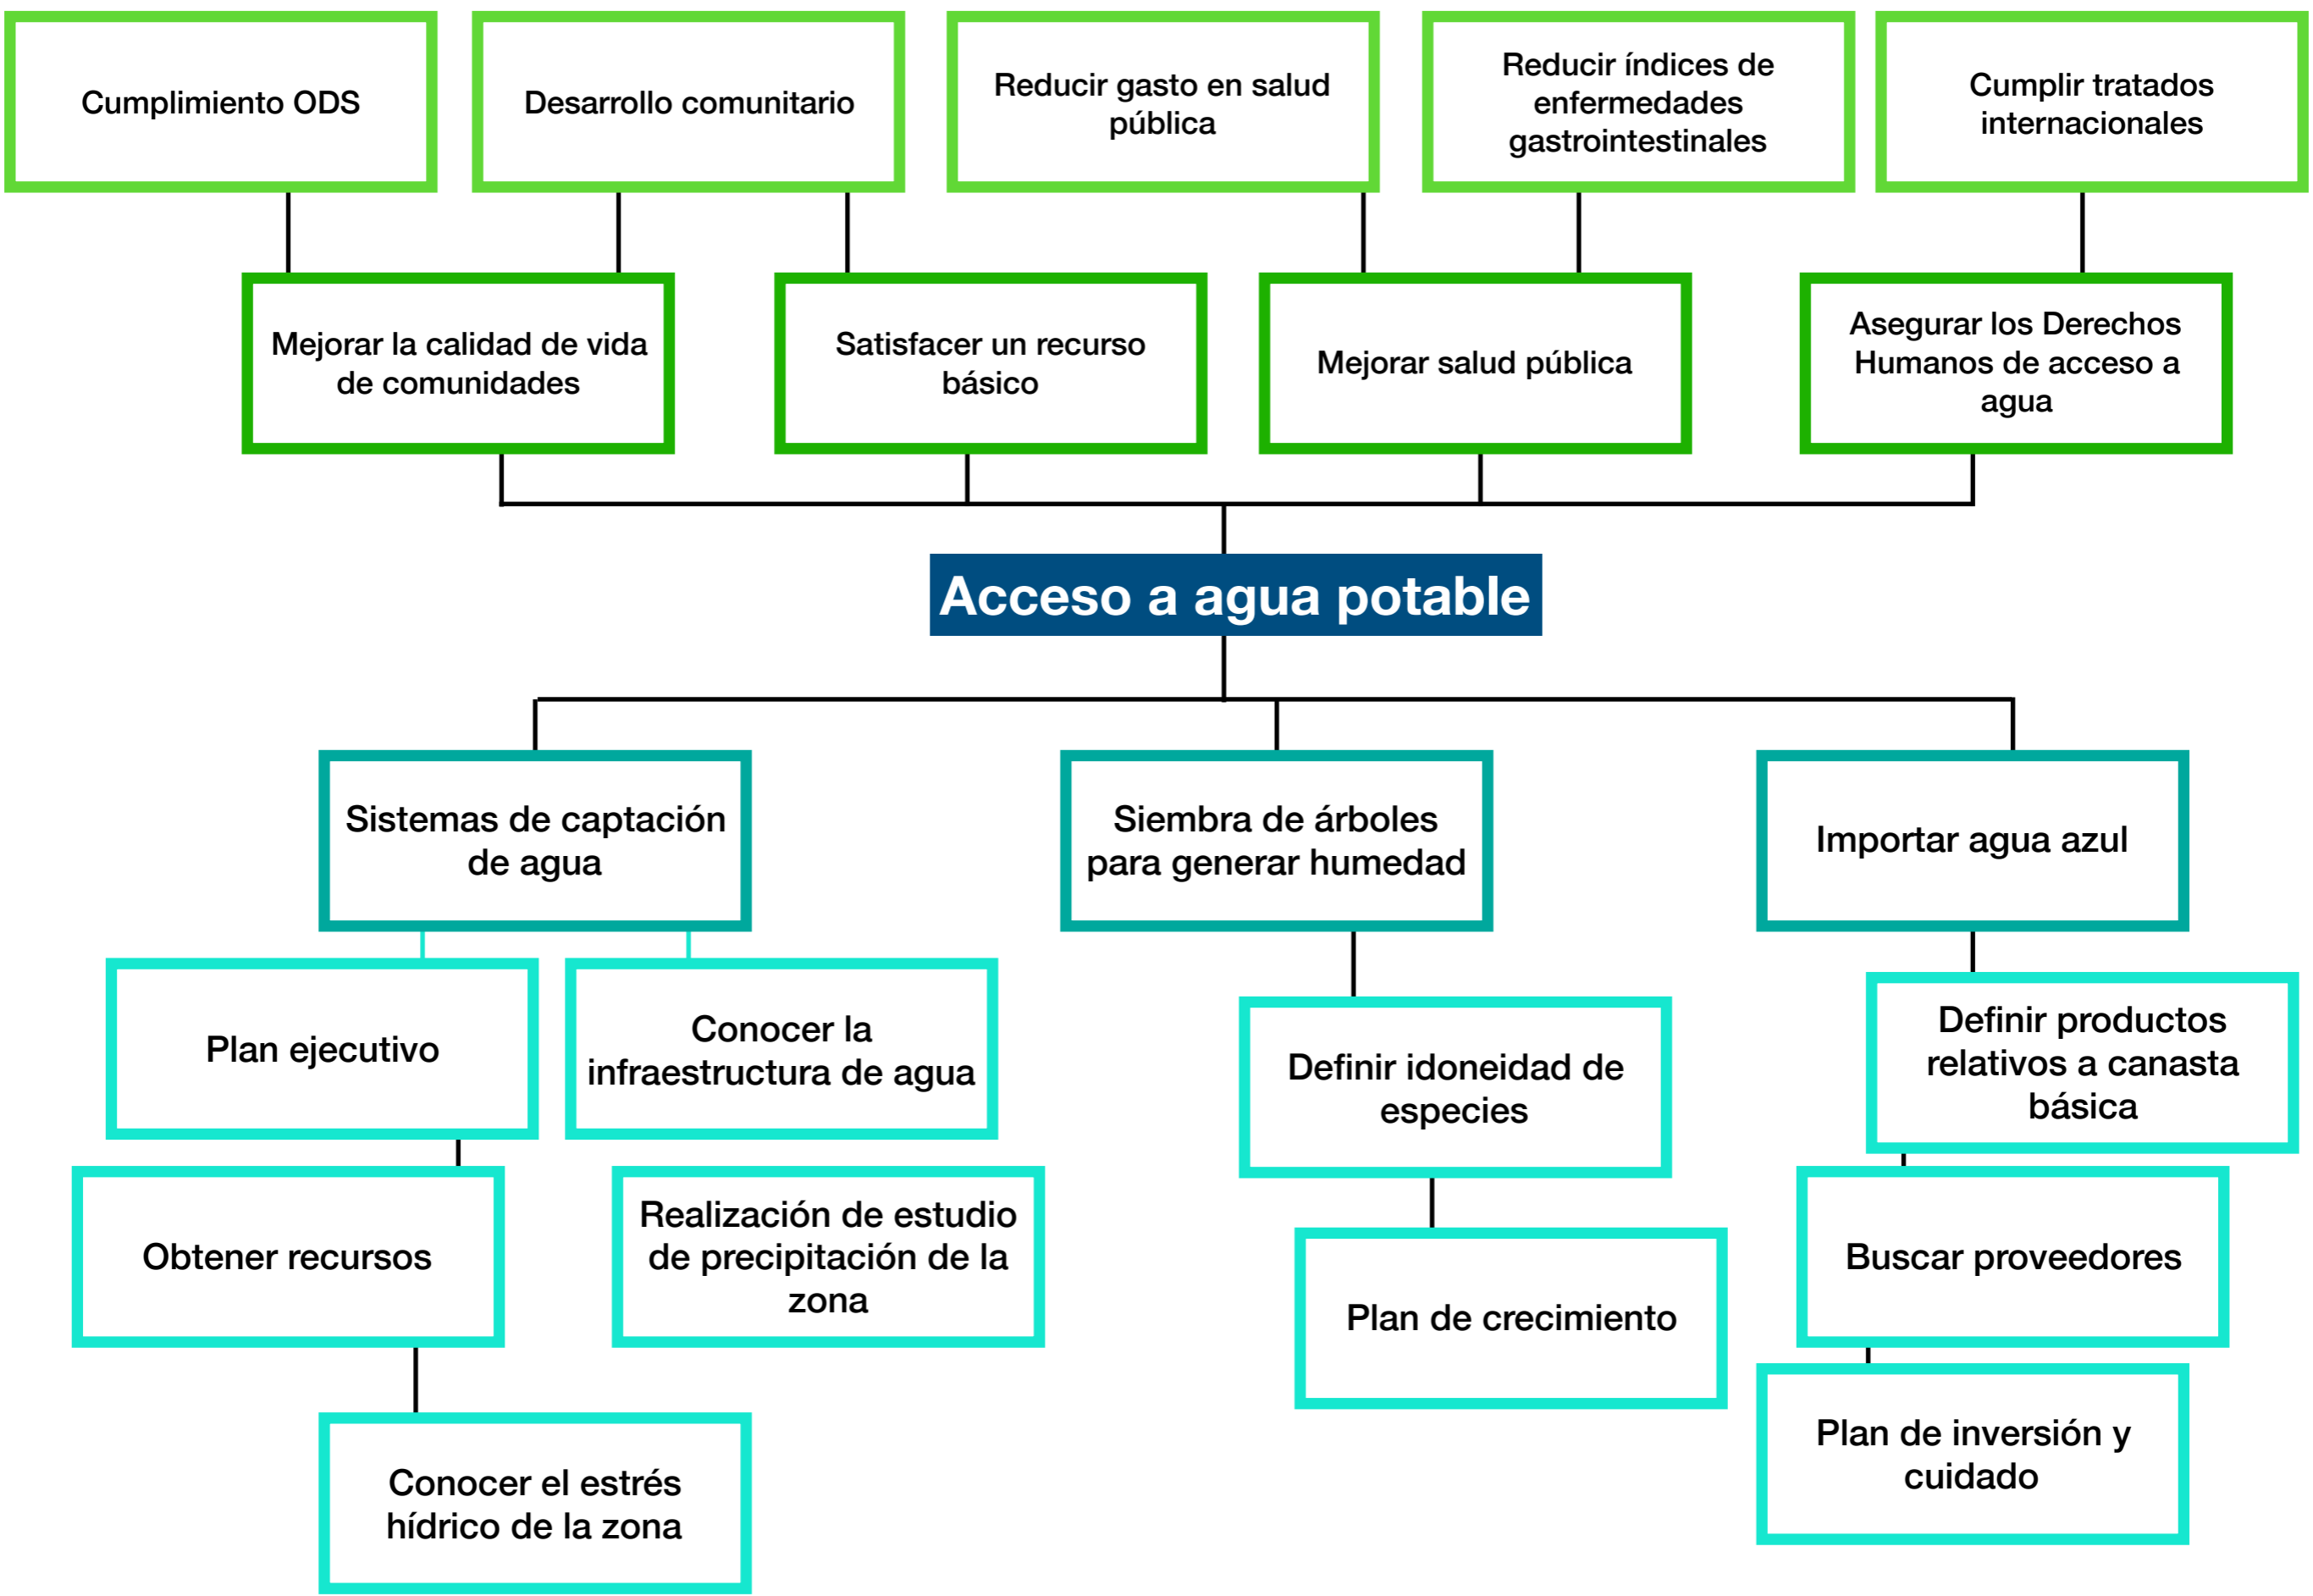 Cumplimiento ODS
Desarrollo comunitario
Reducir gasto en salud
pública
Reducir índices de
enfermedades
gastrointestinales
Cumplir tratados
internacionales
Mejorar la calidad de vida
de comunidades
Satisfacer un recurso
básico
Mejorar salud pública
Asegurar los Derechos
Humanos de acceso a
agua
Acceso a agua potable
Sistemas de captación
de agua
Siembra de árboles
para generar humedad
Importar agua azul
Plan ejecutivo
Conocer la
infraestructura de agua
Definir idoneidad de
especies
Definir productos
relativos a canasta
básica
Obtener recursos
Realización de estudio
de precipitación de la
zona
Plan de crecimiento
Buscar proveedores
Conocer el estrés
hídrico de la zona
Plan de inversión y
cuidado